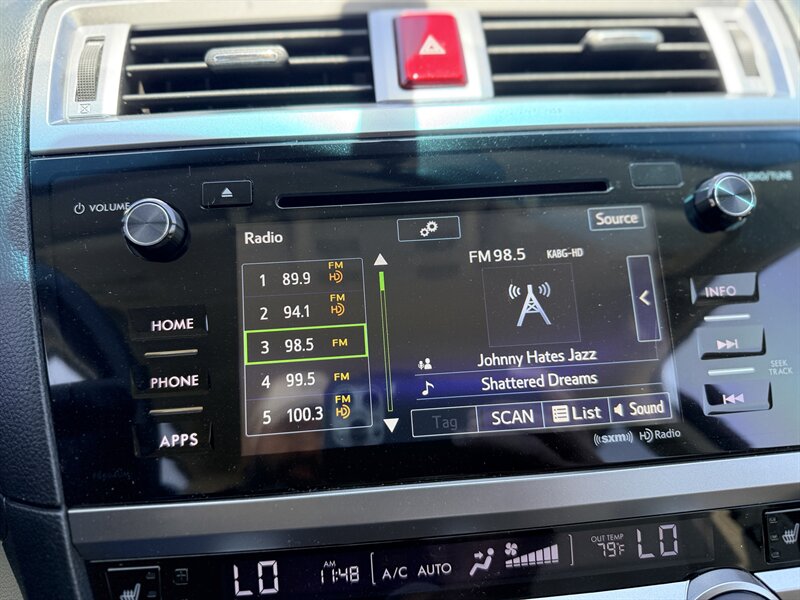 VOLUME
AUDIO/TUNE
Radio
Source
FM 98.5 KABG-HD
1 89.9 FM HD
2 94.1 FM HD
3 98.5 FM
4 99.5 FM
5 100.3 FM HD
Johnny Hates Jazz
Shattered Dreams
Tag SCAN List Sound
HOME
PHONE
APPS
INFO
SEEK
TRACK
((sxm)) HD Radio
LO AM 11:48 A/C AUTO OUT TEMP 79°F LO